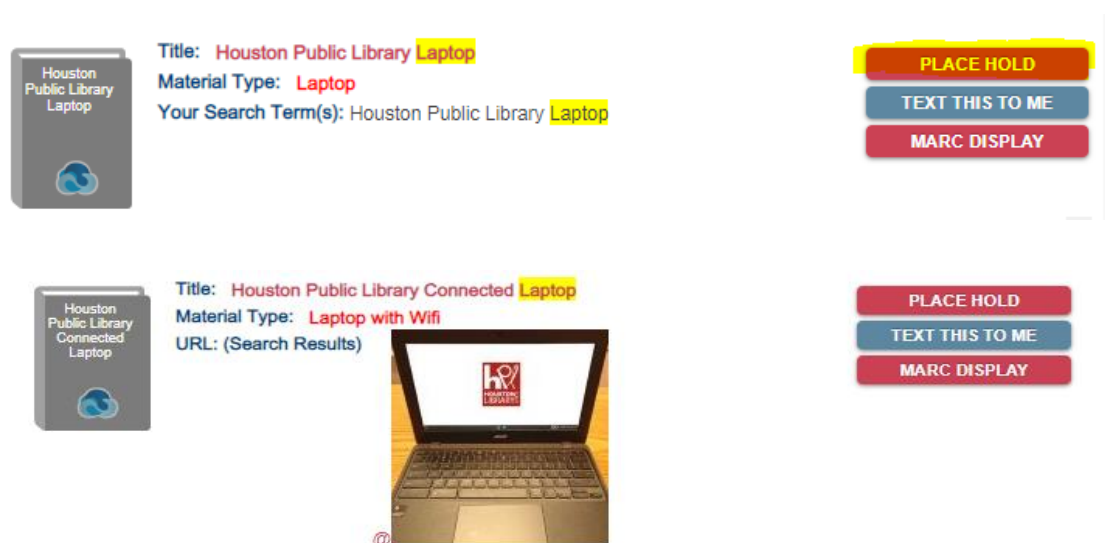 Houston
Public Library
Laptop
Title: Houston Public Library Laptop
Material Type: Laptop
Your Search Term(s): Houston Public Library Laptop
PLACE HOLD
TEXT THIS TO ME
MARC DISPLAY
Houston
Public Library
Connected
Laptop
Title: Houston Public Library Connected Laptop
Material Type: Laptop with Wifi
URL: (Search Results)
HOUSTON
LIBRARY
acer
@
PLACE HOLD
TEXT THIS TO ME
MARC DISPLAY